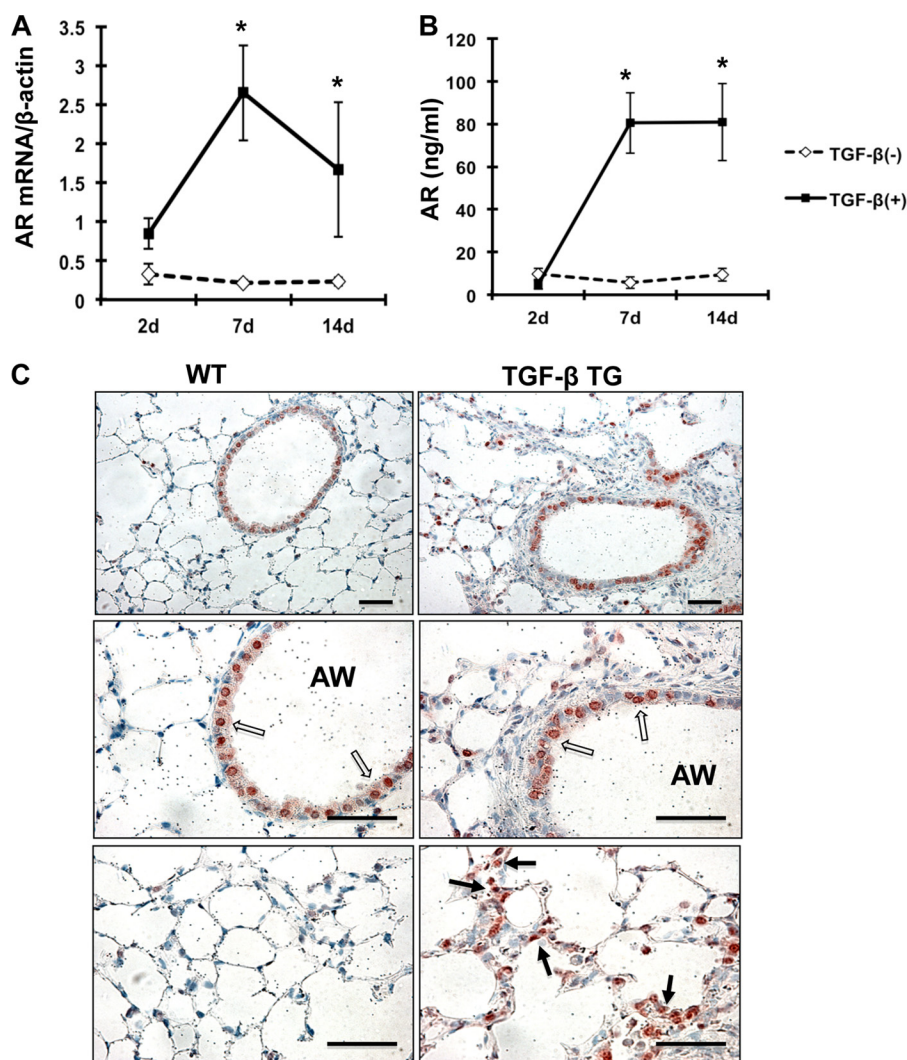 A
AR mRNA/β-actin
3.5
3
2.5
2
1.5
1
0.5
0
*
*
2d
7d
14d
B
AR (ng/ml)
120
100
80
60
40
20
0
*
*
2d
7d
14d
TGF-β(-)
TGF-β(+)
C
WT
TGF-β TG
AW
AW